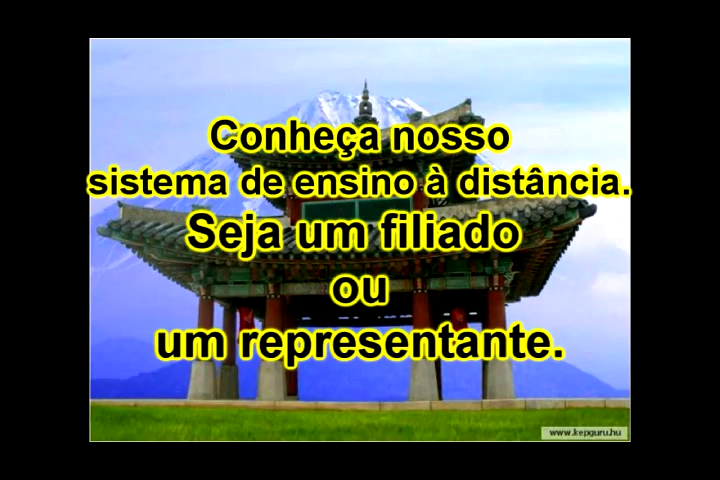 Conheça nosso
sistema de ensino à distância.
Seja um filiado
ou
um representante.
www.kepguru.hu